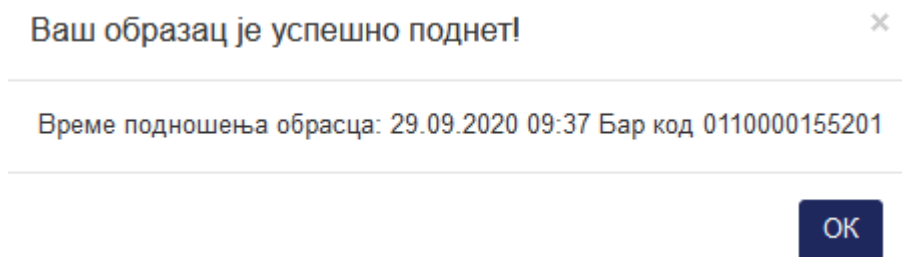 Ваш образац је успешно поднет!
×
Време подношења обрасца: 29.09.2020 09:37 Бар код 0110000155201
ОК